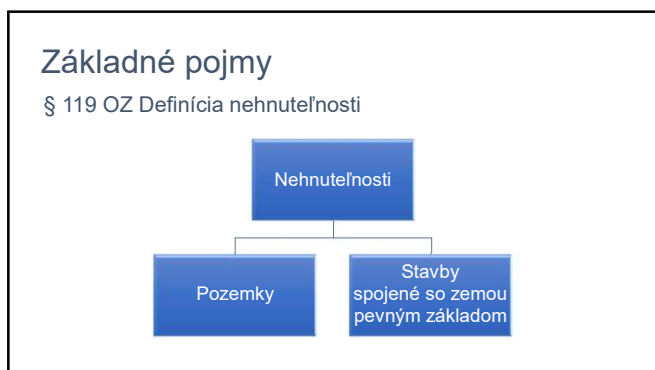 Základné pojmy
§ 119 OZ Definícia nehnuteľnosti
Nehnuteľnosti
Pozemky
Stavby
spojené so zemou
pevným základom